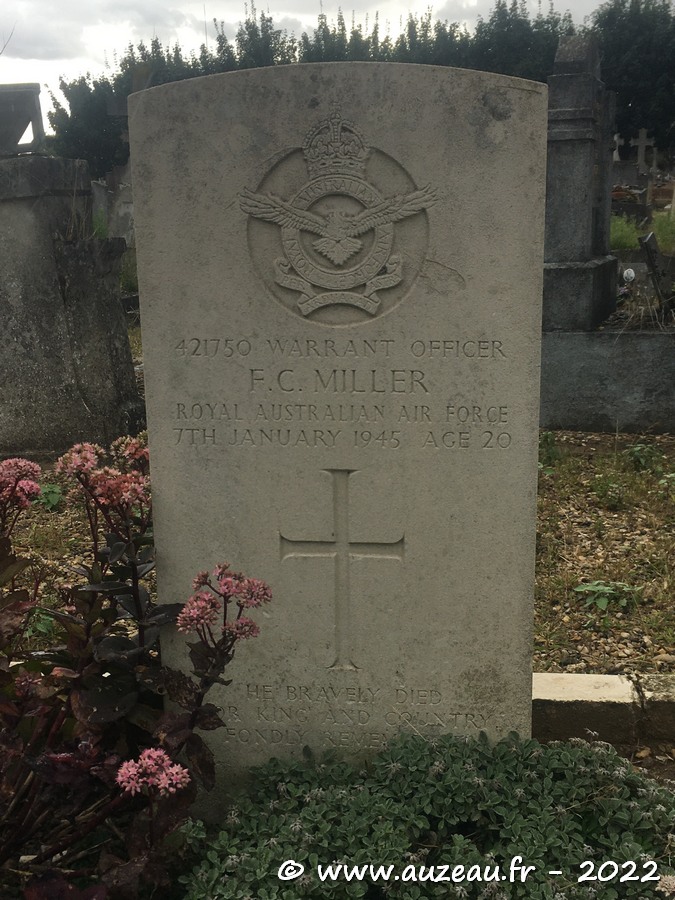 AUSTRALIAN
421750 WARRANT OFFICER
F.C. MILLER
ROYAL AUSTRALIAN AIR FORCE
7TH JANUARY 1945 AGE 20
HE BRAVELY DIED
KING AND COUNTRY
FONDLY
© www.auzeau.fr - 2022